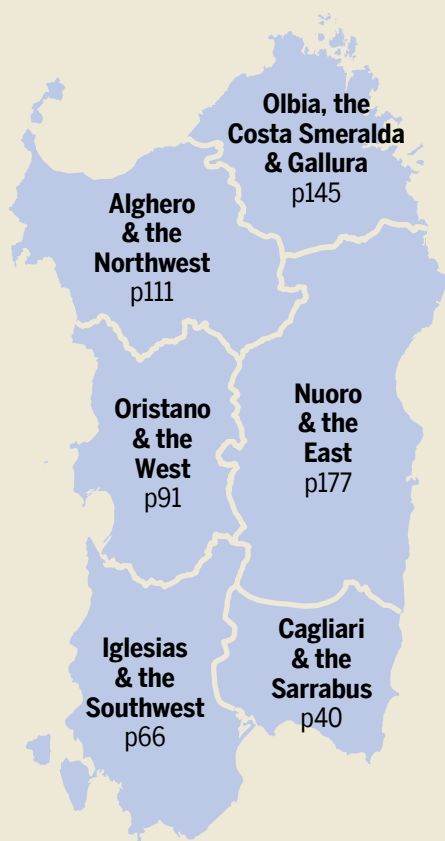 Olbia, the
Costa Smeralda
& Gallura
p145
Alghero
& the
Northwest
p111
Nuoro
& the
East
p177
Oristano
& the
West
p91
Cagliari
& the
Sarrabus
p40
Iglesias
& the
Southwest
p66